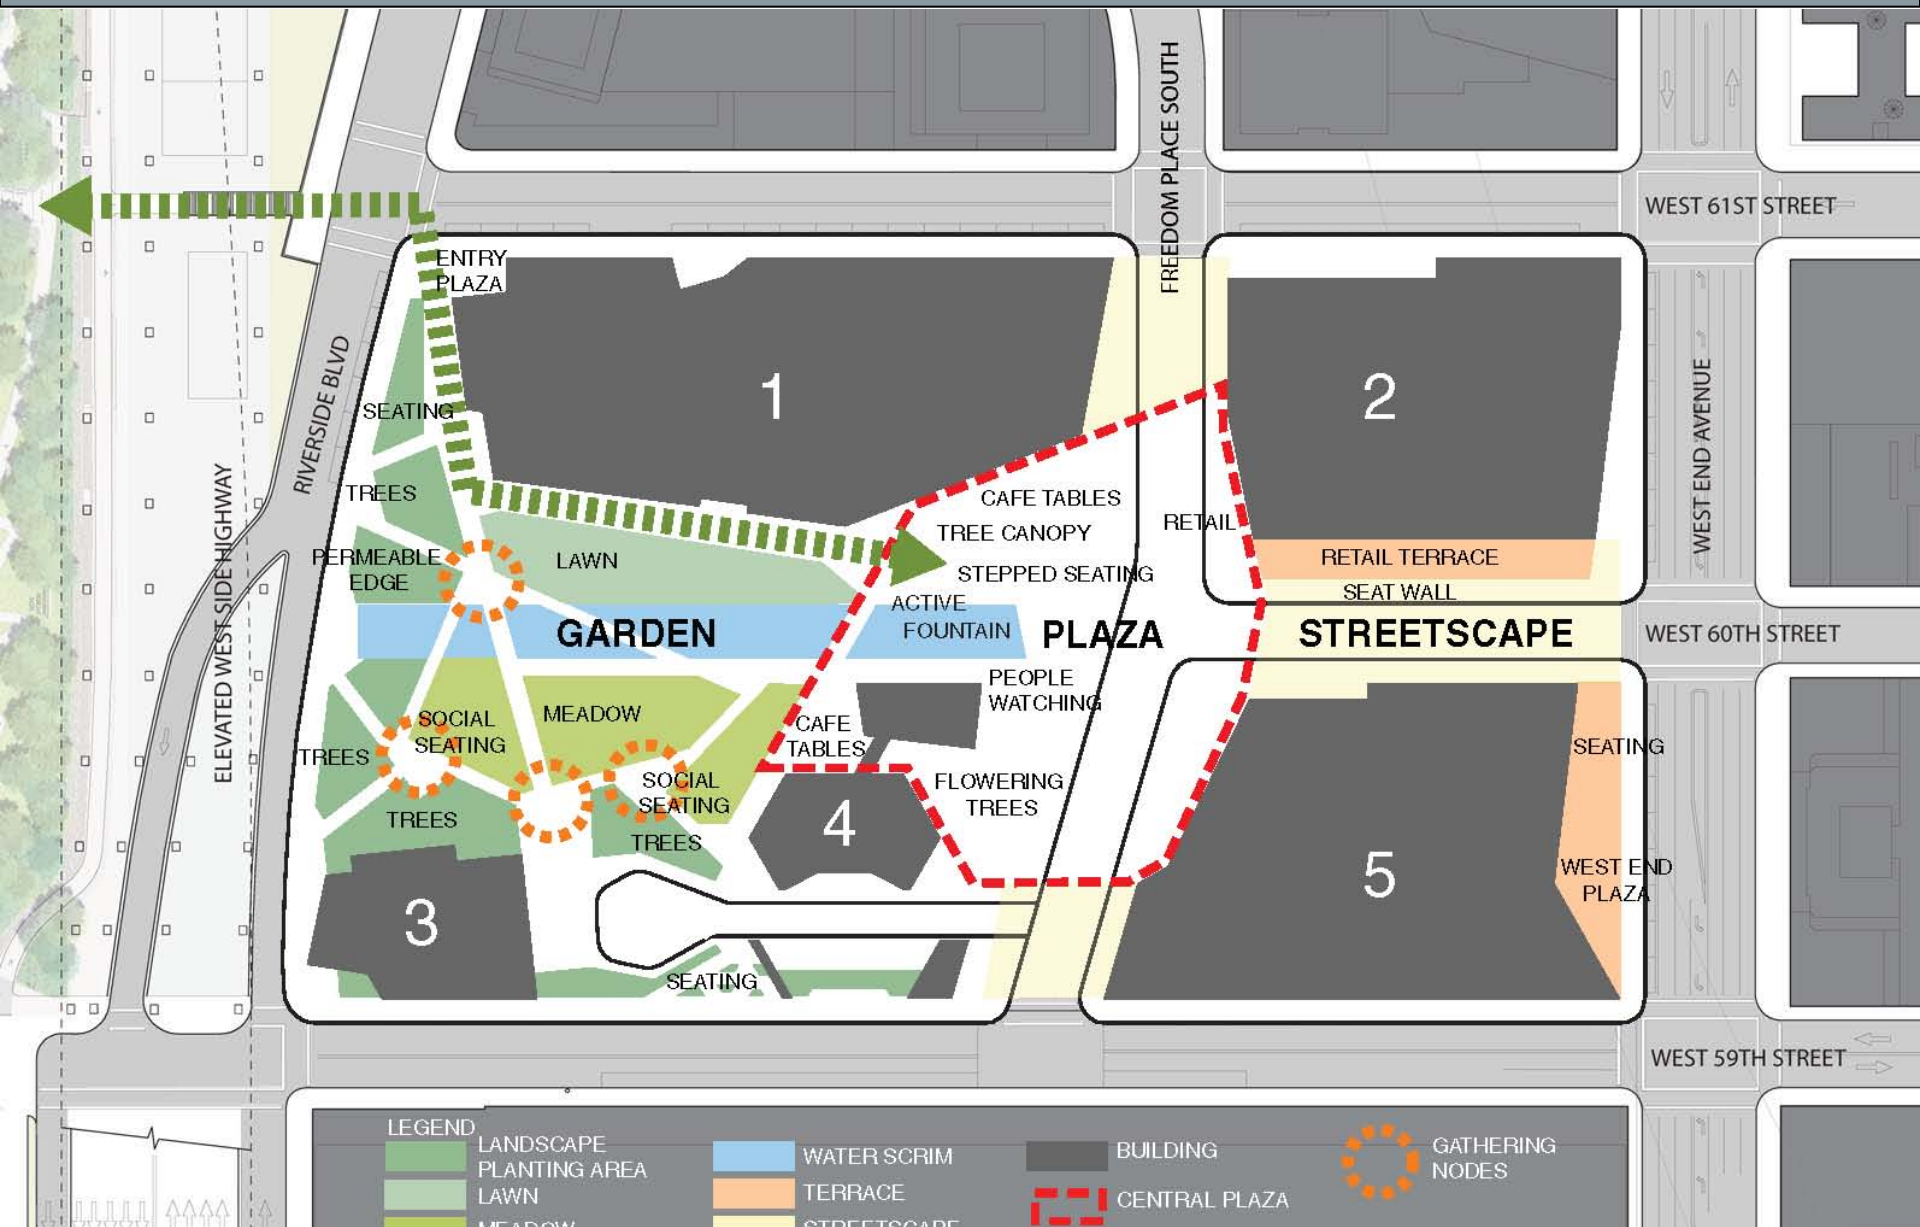 FREEDOM PLACE SOUTH
WEST 61ST STREET
ENTRY
PLAZA
RIVERSIDE BLVD
1
2
SEATING
WEST END AVENUE
TREES
CAFE TABLES
RETAIL
TREE CANOPY
PERMEABLE
EDGE
LAWN
STEPPED SEATING
RETAIL TERRACE
SEAT WALL
ACTIVE
FOUNTAIN
GARDEN
PLAZA
STREETSCAPE
WEST 60TH STREET
ELEVATED WEST SIDE HIGHWAY
PEOPLE
WATCHING
SOCIAL
SEATING
MEADOW
CAFE
TABLES
TREES
SEATING
SOCIAL
SEATING
FLOWERING
TREES
TREES
TREES
4
5
WEST END
PLAZA
3
SEATING
WEST 59TH STREET
LEGEND
LANDSCAPE
PLANTING AREA
LAWN
MEADOW
WATER SCRIM
TERRACE
STREETSCAPE
BUILDING
CENTRAL PLAZA
GATHERING
NODES